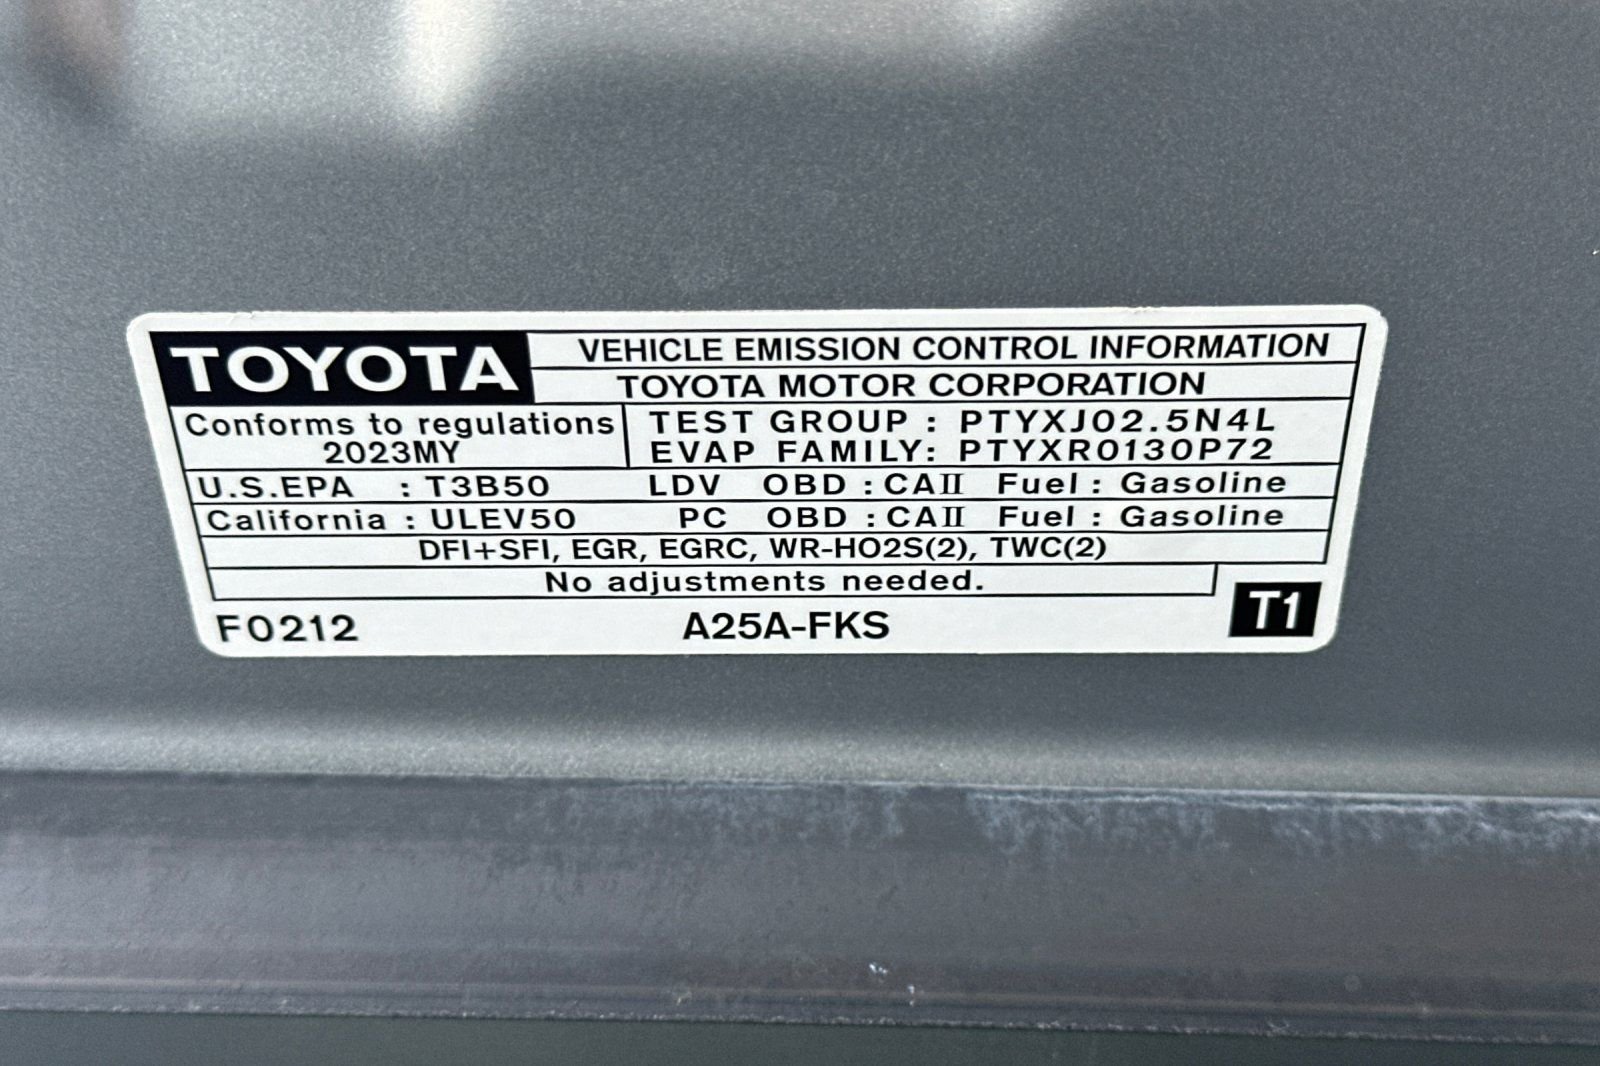 TOYOTA VEHICLE EMISSION CONTROL INFORMATION
TOYOTA MOTOR CORPORATION
Conforms to regulations TEST GROUP : PTYXJ02.5N4L
2023MY EVAP FAMILY: PTYXR0130P72
U.S.EPA : T3B50 LDV OBD : CAII Fuel : Gasoline
California : ULEV50 PC OBD : CAII Fuel : Gasoline
DFI+SFI, EGR, EGRC, WR-HO2S(2), TWC(2)
No adjustments needed.
F0212 A25A-FKS T1